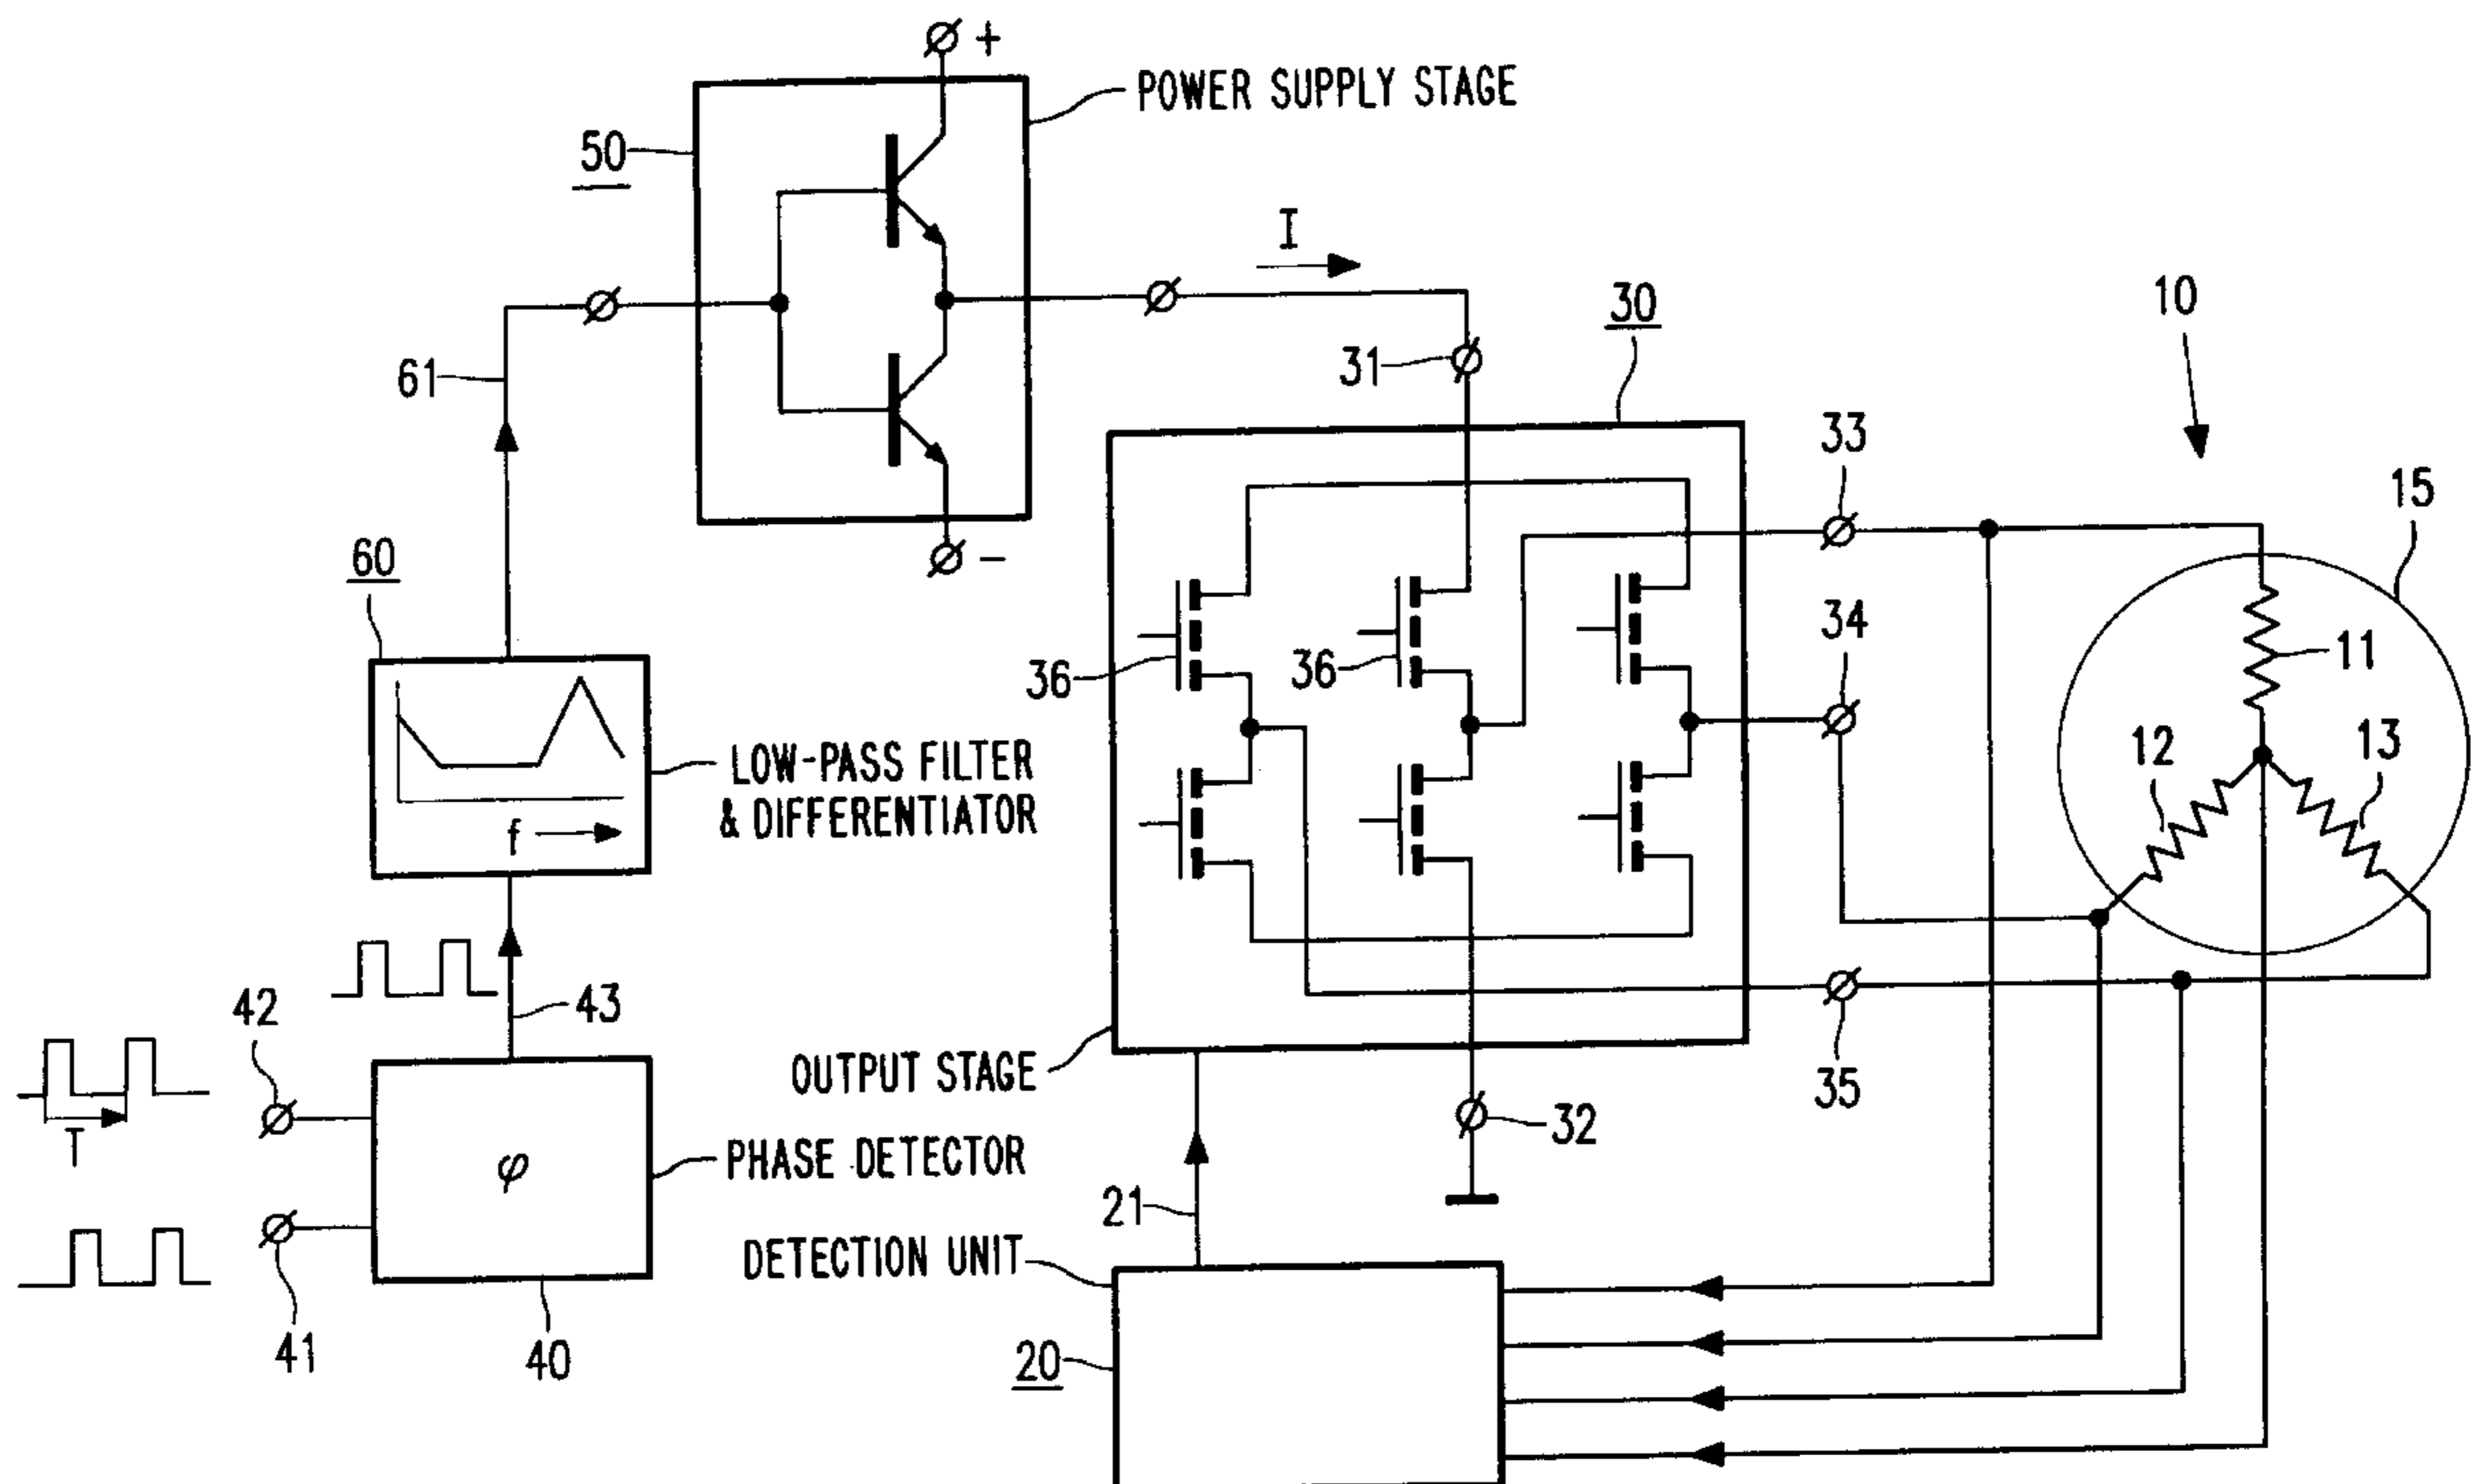 +
POWER SUPPLY STAGE
50
I
10
30
31
61
33
15
-
60
34
11
36
36
12
13
LOW-PASS FILTER
& DIFFERENTIATOR
f
42
43
T
OUTPUT STAGE
35
32
φ
PHASE DETECTOR
21
DETECTION UNIT
41
40
20